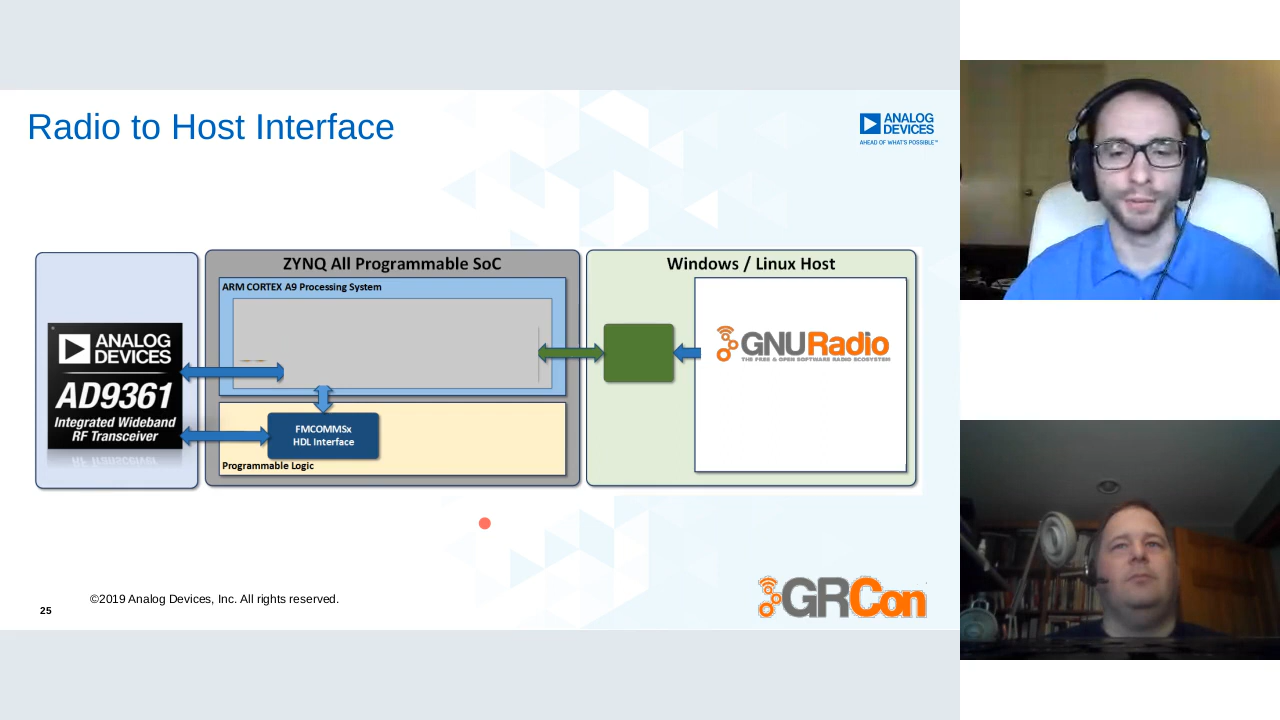 Radio to Host Interface
ANALOG
DEVICES
AHEAD OF WHAT'S POSSIBLE™
ZYNQ All Programmable SoC
Windows / Linux Host
ARM CORTEX A9 Processing System
ANALOG
DEVICES
AD9361
Integrated Wideband
RF Transceiver
GNURadio
THE FREE & OPEN SOFTWARE RADIO ECOSYSTEM
FMCOMMSx
HDL Interface
Programmable Logic
©2019 Analog Devices, Inc. All rights reserved.
25
GRCon